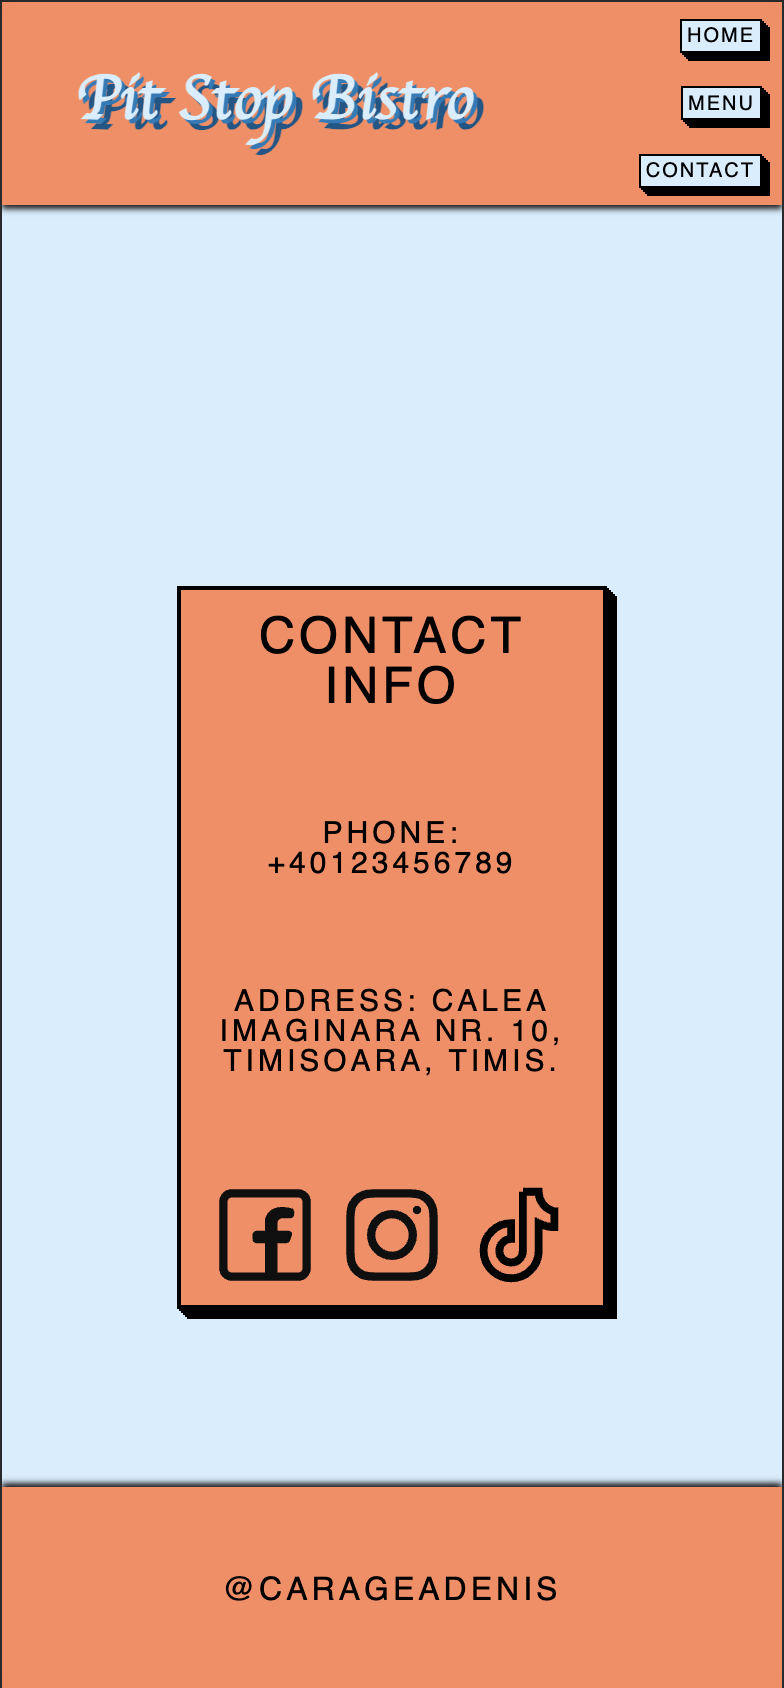 Pit Stop Bistro
HOME
MENU
CONTACT
CONTACT
INFO
PHONE:
+40123456789
ADDRESS: CALEA
IMAGINARA NR. 10,
TIMISOARA, TIMIS.
@CARAGEADENIS